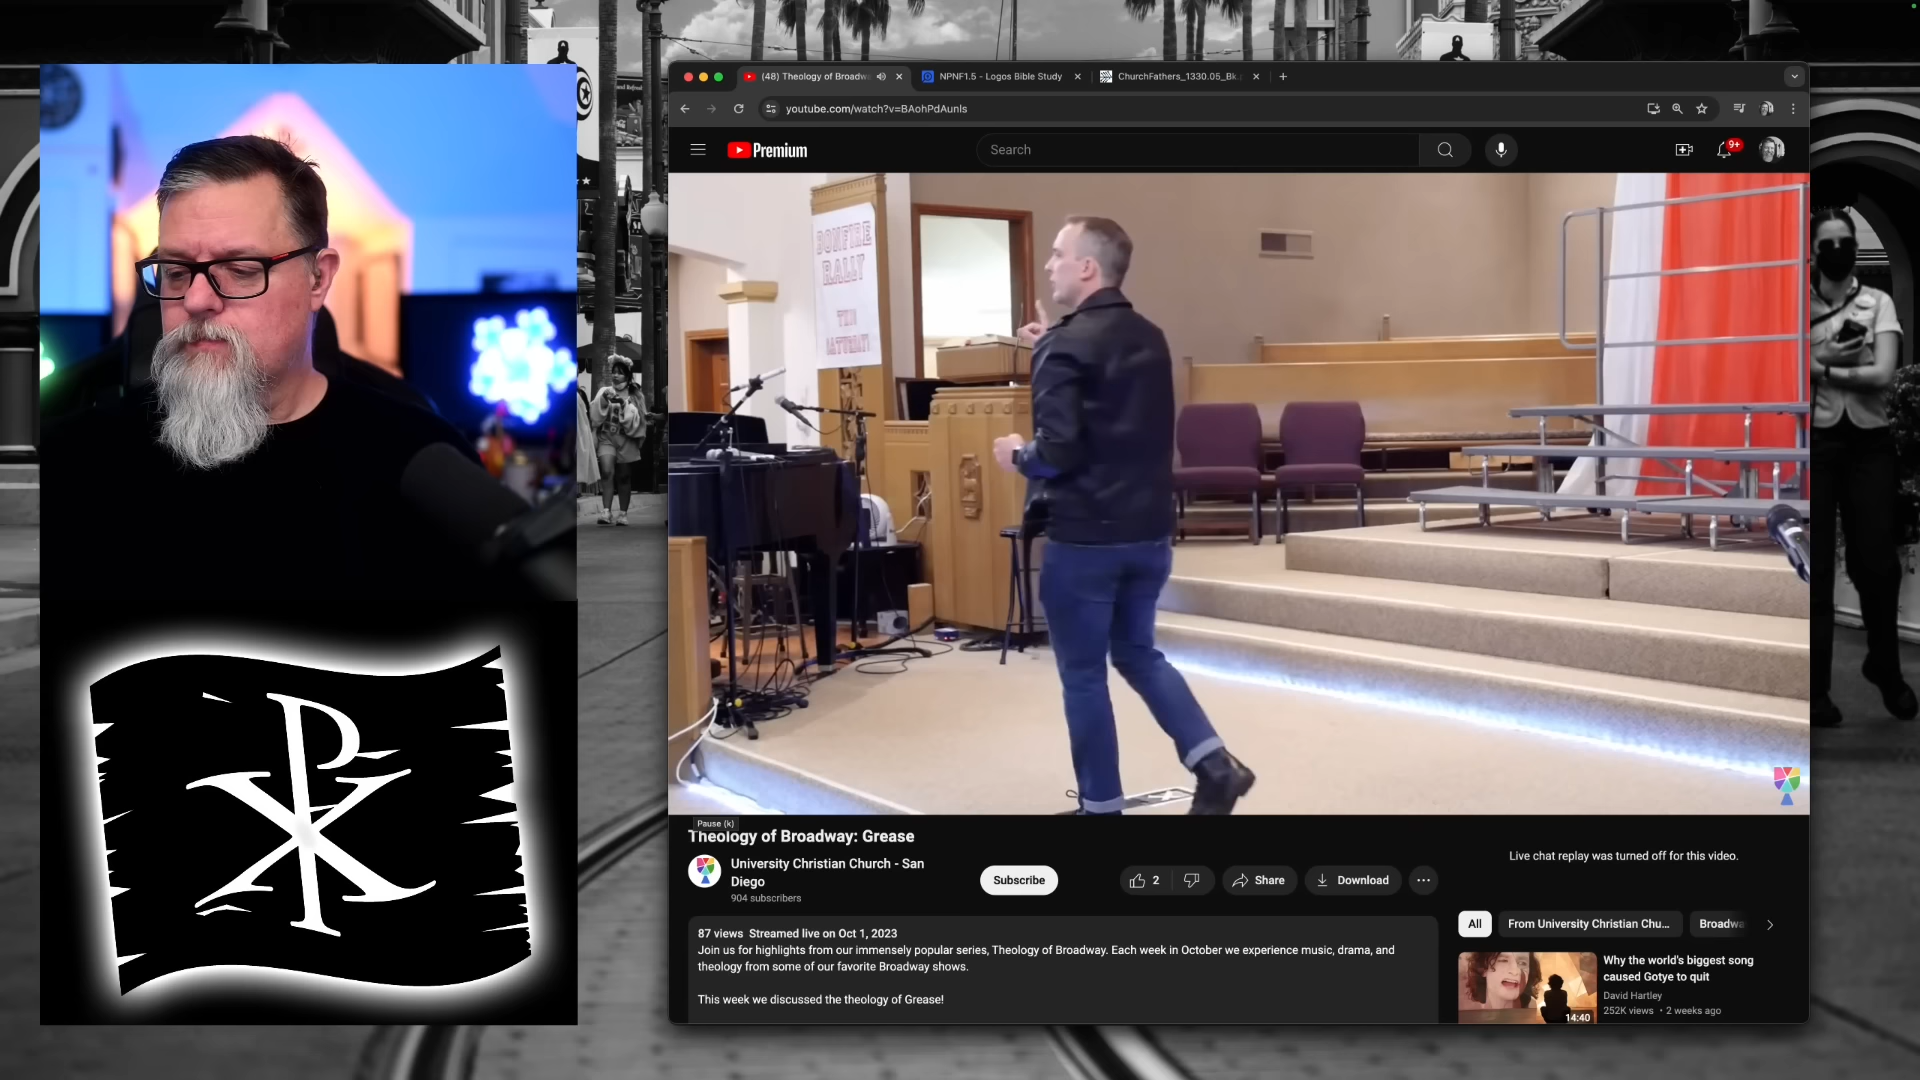 (48) Theology of Broadw
NPNF1.5 - Logos Bible Study
ChurchFathers_1330.05_Bk.
youtube.com/watch?v=BAohPdAunIs
Premium
Search
9+
BONFIRE
RALLY
THIS
SATURDAY!
Pause (k)
Theology of Broadway: Grease
University Christian Church - San
Diego
904 subscribers
Subscribe
2
Share
Download
Live chat replay was turned off for this video.
87 views Streamed live on Oct 1, 2023
Join us for highlights from our immensely popular series, Theology of Broadway. Each week in October we experience music, drama, and
theology from some of our favorite Broadway shows.
This week we discussed the theology of Grease!
All
From University Christian Chu...
Broadwa
Why the world's biggest song
caused Gotye to quit
David Hartley
252K views • 2 weeks ago
14:40